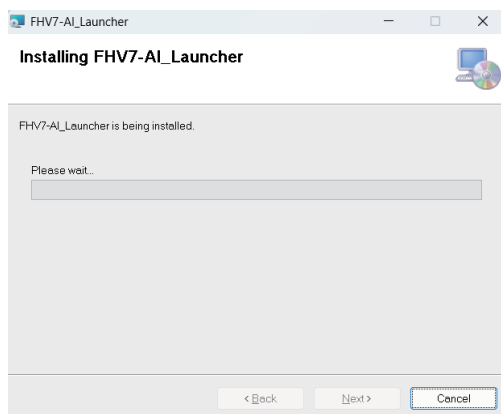 FHV7-AI_Launcher
Installing FHV7-AI_Launcher
FHV7-AI_Launcher is being installed.
Please wait...
< Back
Next >
Cancel